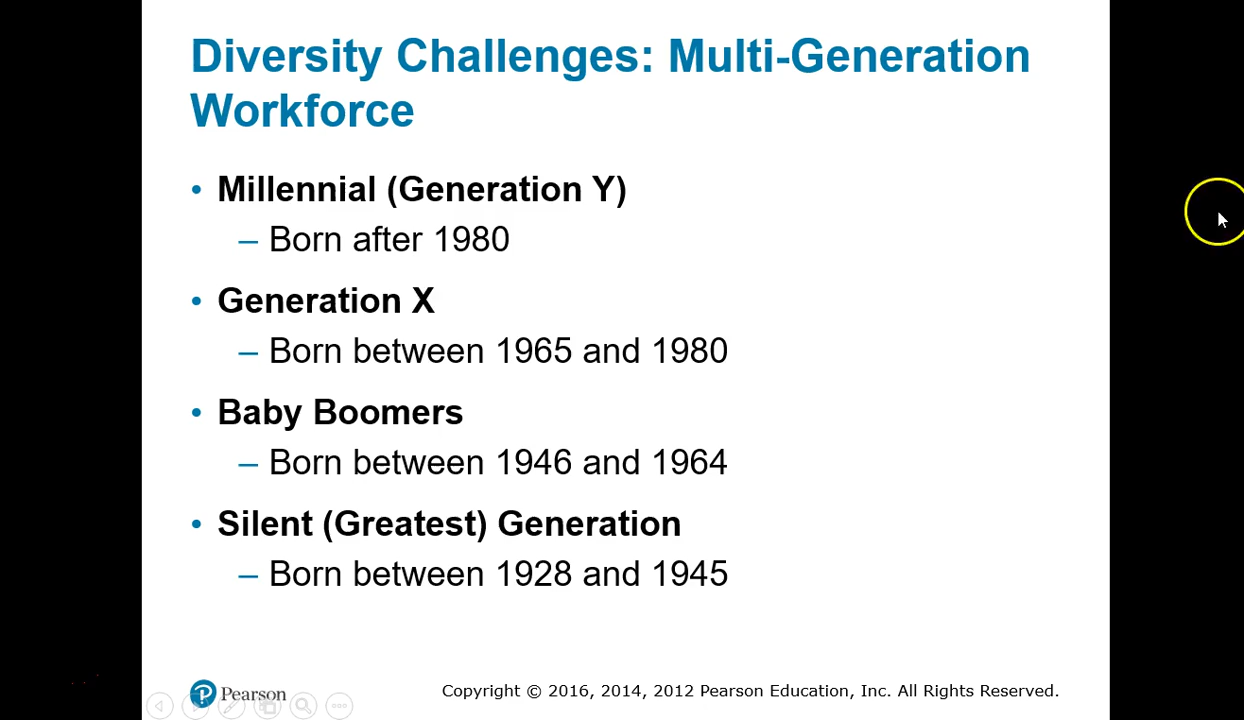 Diversity Challenges: Multi-Generation
Workforce
• Millennial (Generation Y)
– Born after 1980
• Generation X
– Born between 1965 and 1980
• Baby Boomers
– Born between 1946 and 1964
• Silent (Greatest) Generation
– Born between 1928 and 1945
Pearson
Copyright © 2016, 2014, 2012 Pearson Education, Inc. All Rights Reserved.